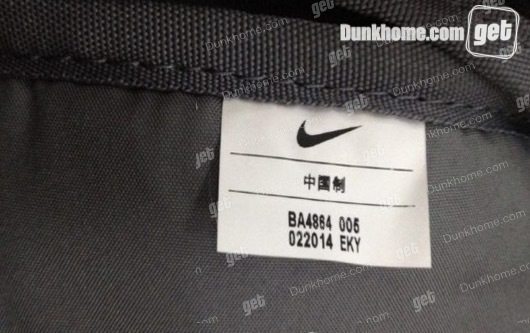 Dunkhome.com get
中国制
BA4864 005
022014 EKY